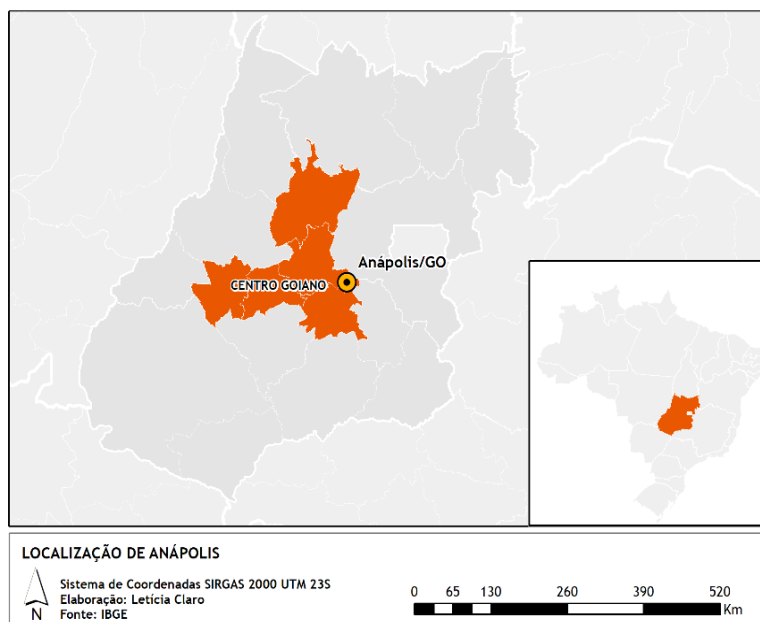 Anápolis/GO
CENTRO GOIANO
LOCALIZAÇÃO DE ANÁPOLIS
Sistema de Coordenadas SIRGAS 2000 UTM 23S
Elaboração: Letícia Claro
Fonte: IBGE
N
0 65 130 260 390 520
Km